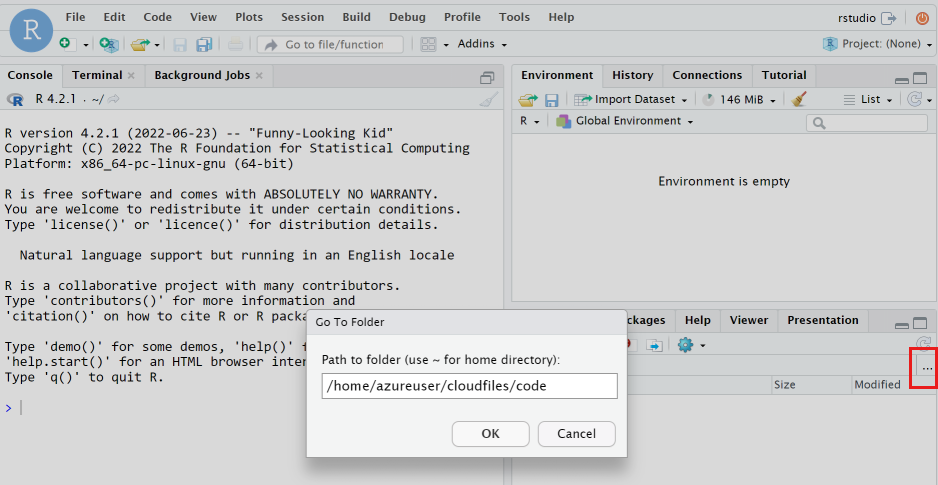 File Edit Code View Plots Session Build Debug Profile Tools Help
rstudio
R
Go to file/function
Addins
Project: (None)
Console Terminal Background Jobs
R 4.2.1 · ~/
R version 4.2.1 (2022-06-23) -- "Funny-Looking Kid"
Copyright (C) 2022 The R Foundation for Statistical Computing
Platform: x86_64-pc-linux-gnu (64-bit)
R is free software and comes with ABSOLUTELY NO WARRANTY.
You are welcome to redistribute it under certain conditions.
Type 'license()' or 'licence()' for distribution details.
Natural language support but running in an English locale
R is a collaborative project with many contributors.
Type 'contributors()' for more information and
'citation()' on how to cite R or R
Type 'demo()' for some demos, 'help()'
'help.start()' for an HTML browser
Type 'q()' to quit R.
>
Environment History Connections Tutorial
Import Dataset 146 MiB List
R Global Environment
Environment is empty
Help Viewer Presentation
...
Size Modified
Go To Folder
Path to folder (use ~ for home directory):
/home/azureuser/cloudfiles/code
OK Cancel